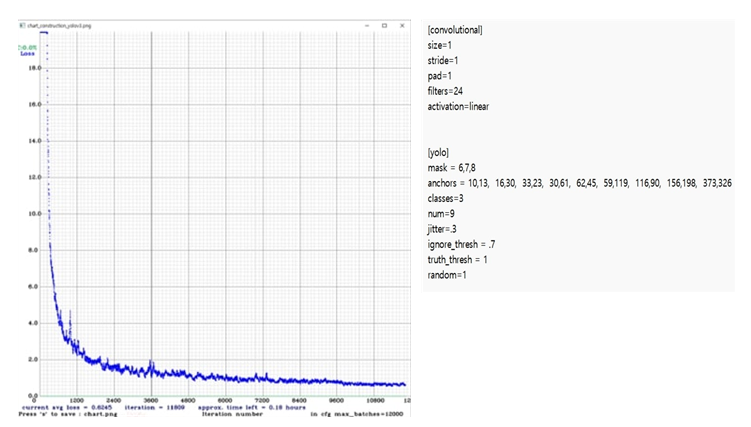 chart_construction_yolov3.png
Loss
18.0
16.0
14.0
12.0
10.0
8.0
6.0
4.0
2.0
0.0
0 1200 2400 3600 4800 6000 7200 8400 9600 10800 12
current avg loss = 0.6245 iteration = 11809 approx. time left = 0.18 hours
Press 's' to save : chart.png Iteration number in cfg max_batches=12000
[convolutional]
size=1
stride=1
pad=1
filters=24
activation=linear
[yolo]
mask = 6,7,8
anchors = 10,13, 16,30, 33,23, 30,61, 62,45, 59,119, 116,90, 156,198, 373,326
classes=3
num=9
jitter=.3
ignore_thresh = .7
truth_thresh = 1
random=1